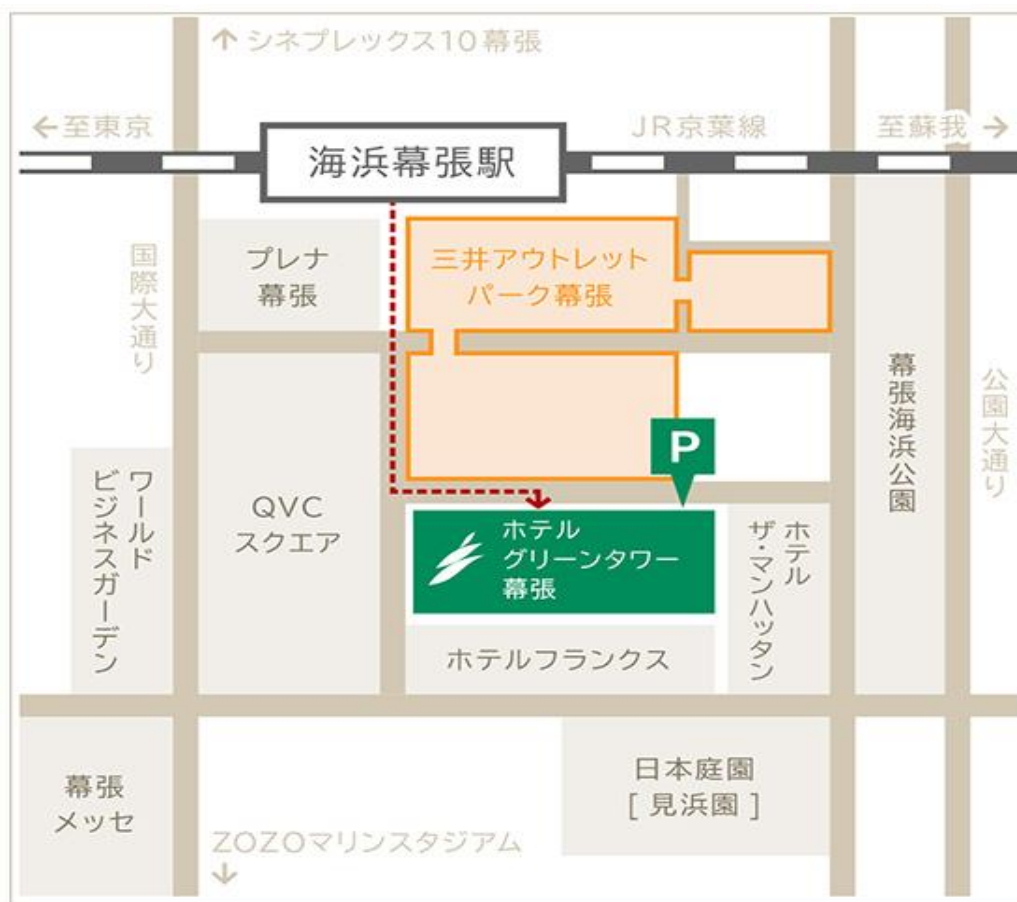 ↑ シネプレックス10幕張
←至東京
JR京葉線
至蘇我→
海浜幕張駅
国際大通り
プレナ
幕張
三井アウトレット
パーク幕張
幕張海浜公園
公園大通り
P
ワールド
ビジネスガーデン
QVC
スクエア
ホテル
グリーンタワー
幕張
ホテル
ザ・マンハッタン
ホテルフランクス
幕張
メッセ
日本庭園
[ 見浜園 ]
ZOZOマリンスタジアム
↓